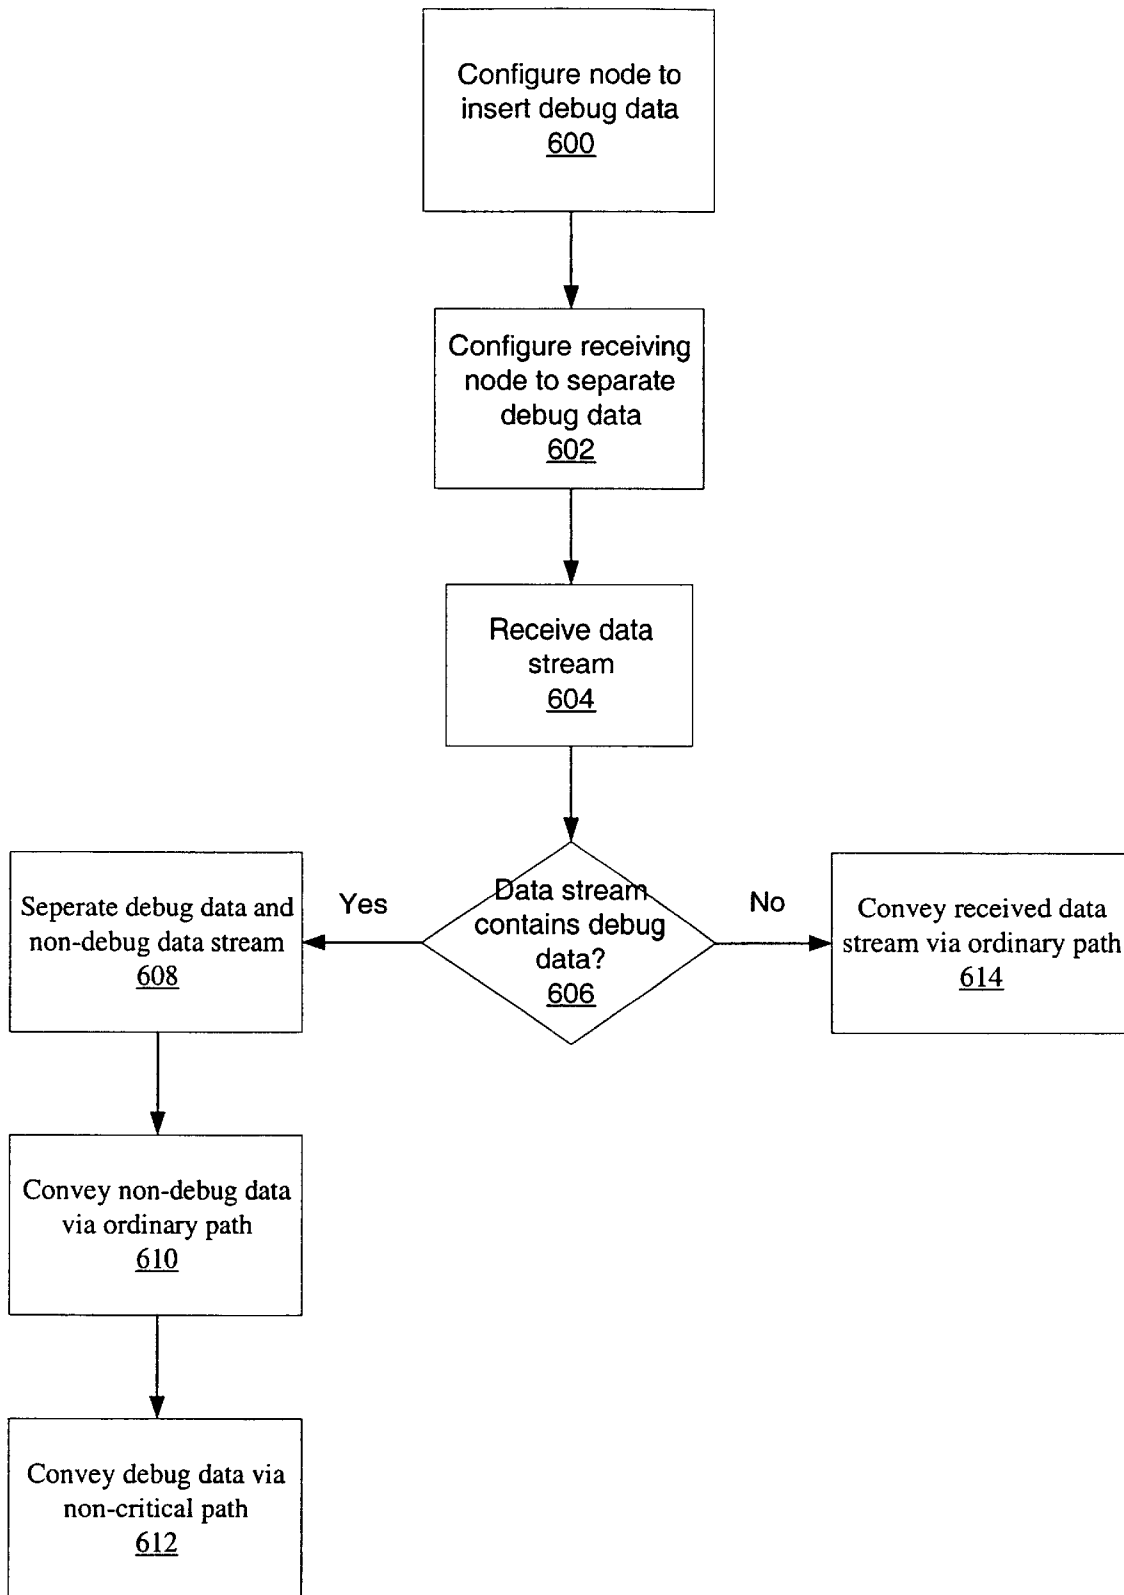 Configure node to
insert debug data
600
Configure receiving
node to separate
debug data
602
Receive data
stream
604
Data stream
contains debug
data?
606
Yes
No
Seperate debug data and
non-debug data stream
608
Convey received data
stream via ordinary path
614
Convey non-debug data
via ordinary path
610
Convey debug data via
non-critical path
612